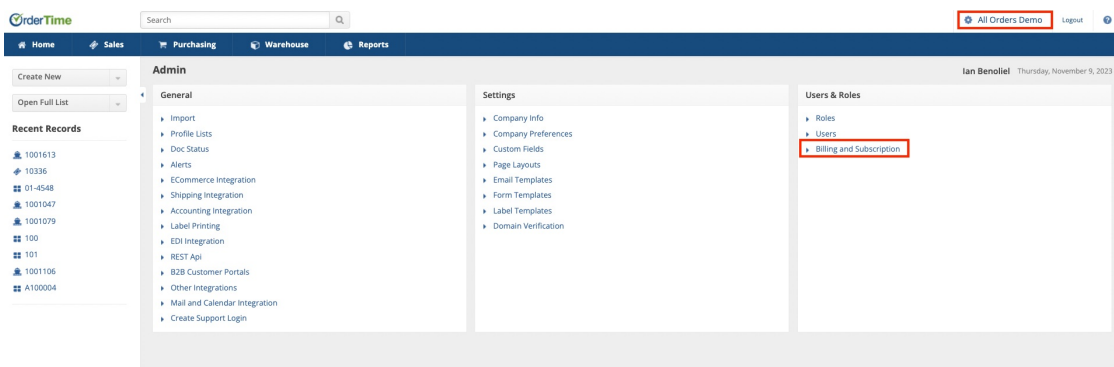 OrderTime
Search
All Orders Demo
Logout
Home
Sales
Purchasing
Warehouse
Reports
Create New
Open Full List
Recent Records
1001613
10336
01-4548
1001047
1001079
100
101
1001106
A100004
Admin
Ian Benoliel Thursday, November 9, 2023
General
Import
Profile Lists
Doc Status
Alerts
ECommerce Integration
Shipping Integration
Accounting Integration
Label Printing
EDI Integration
REST Api
B2B Customer Portals
Other Integrations
Mail and Calendar Integration
Create Support Login
Settings
Company Info
Company Preferences
Custom Fields
Page Layouts
Email Templates
Form Templates
Label Templates
Domain Verification
Users & Roles
Roles
Users
Billing and Subscription